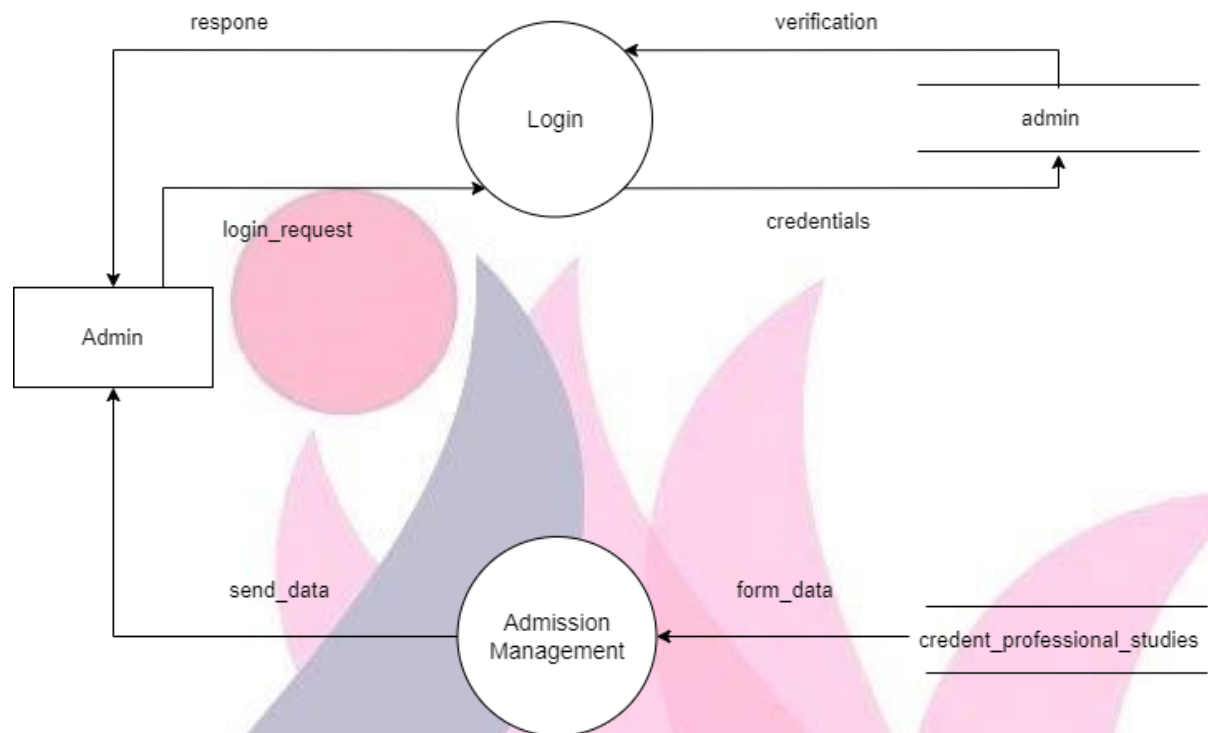 respone
verification
Login
admin
login_request
credentials
Admin
send_data
form_data
Admission
Management
credent_professional_studies